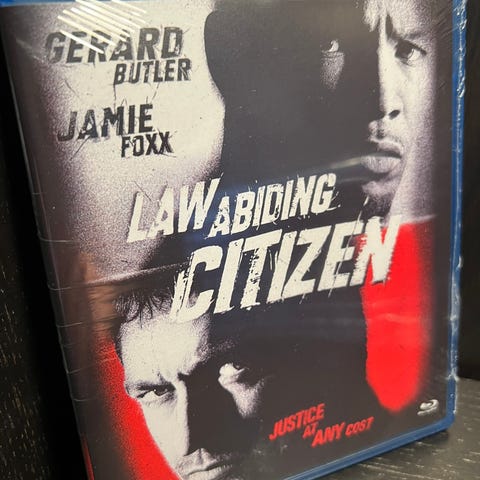 GERARD
BUTLER
JAMIE
FOXX
LAW ABIDING
CITIZEN
JUSTICE
AT
ANY COST